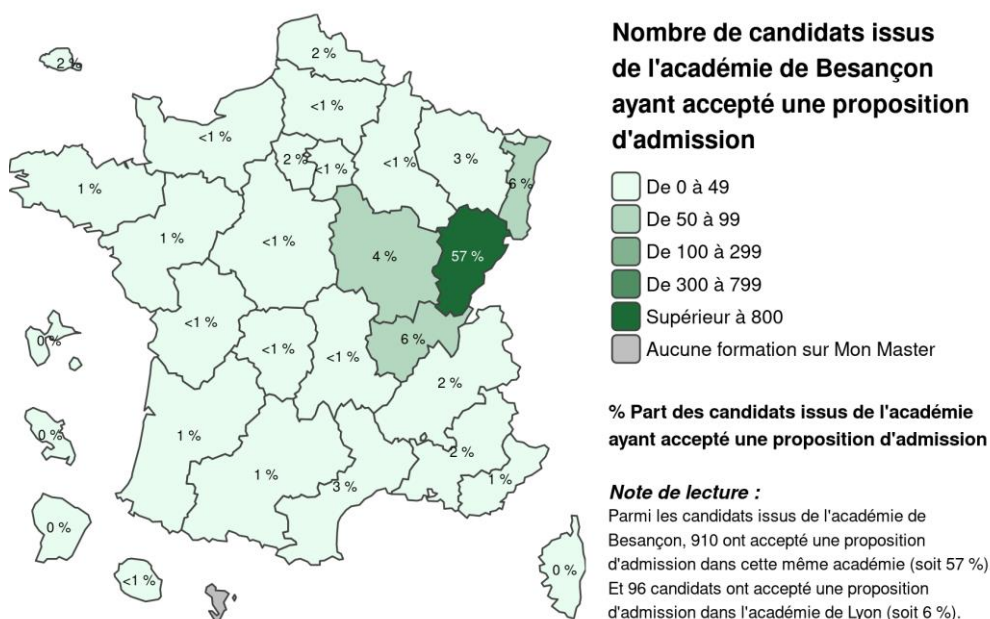 Nombre de candidats issus
de l'académie de Besançon
ayant accepté une proposition
d'admission
De 0 à 49
De 50 à 99
De 100 à 299
De 300 à 799
Supérieur à 800
Aucune formation sur Mon Master
% Part des candidats issus de l'académie
ayant accepté une proposition d'admission
Note de lecture :
Parmi les candidats issus de l'académie de
Besançon, 910 ont accepté une proposition
d'admission dans cette même académie (soit 57 %)
Et 96 candidats ont accepté une proposition
d'admission dans l'académie de Lyon (soit 6 %).
2 %
2 %
<1 %
<1 %
2 %
<1 %
<1 %
3 %
6 %
1 %
1 %
<1 %
4 %
57 %
<1 %
<1 %
<1 %
6 %
0 %
2 %
1 %
0 %
2 %
1 %
3 %
1 %
0 %
<1 %
0 %